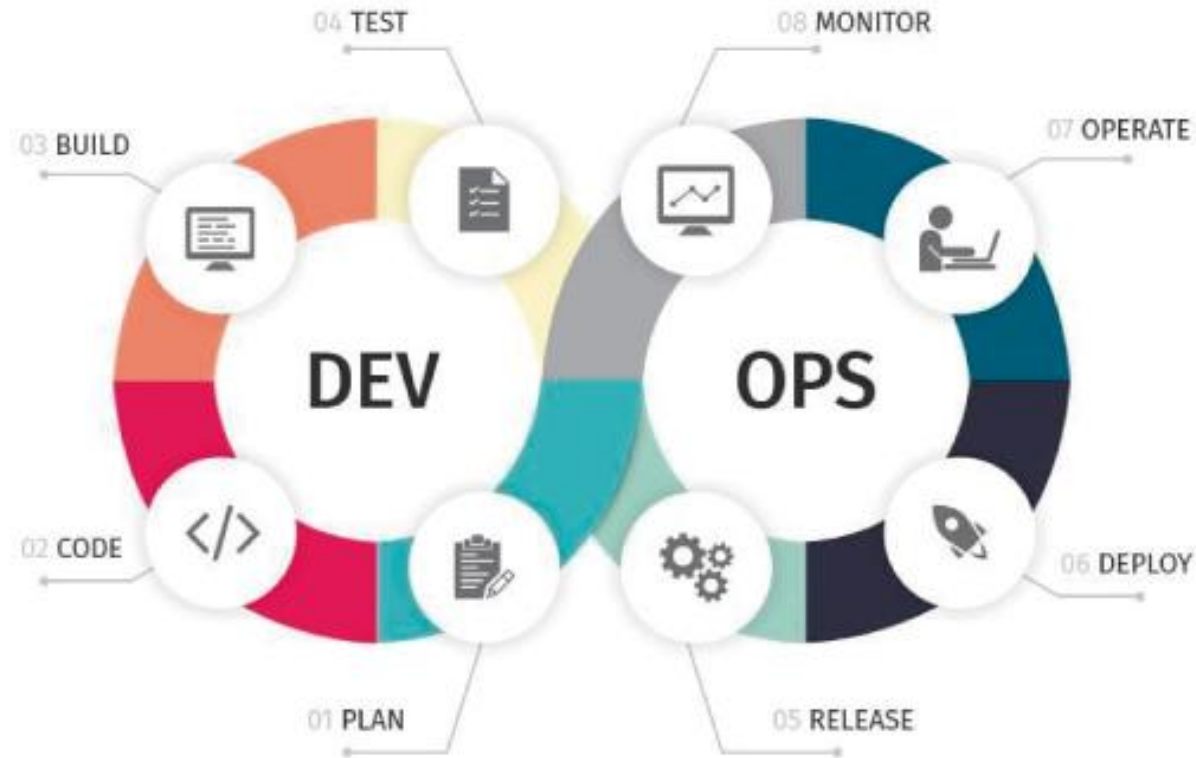 04 TEST
08 MONITOR
03 BUILD
07 OPERATE
DEV
OPS
02 CODE
06 DEPLOY
01 PLAN
05 RELEASE